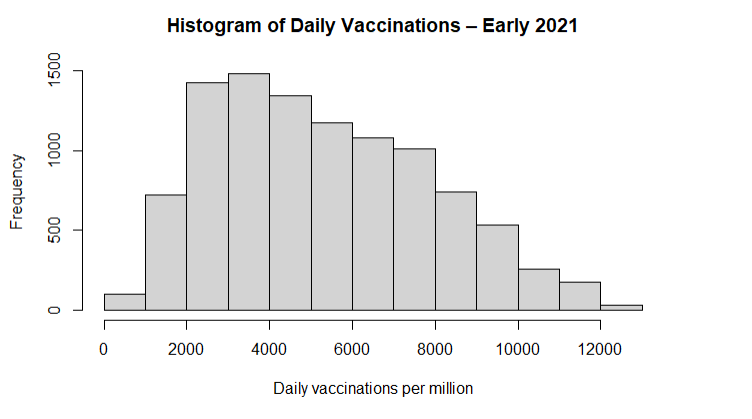 Histogram of Daily Vaccinations – Early 2021
1500
1000
500
0
Frequency
0 2000 4000 6000 8000 10000 12000
Daily vaccinations per million